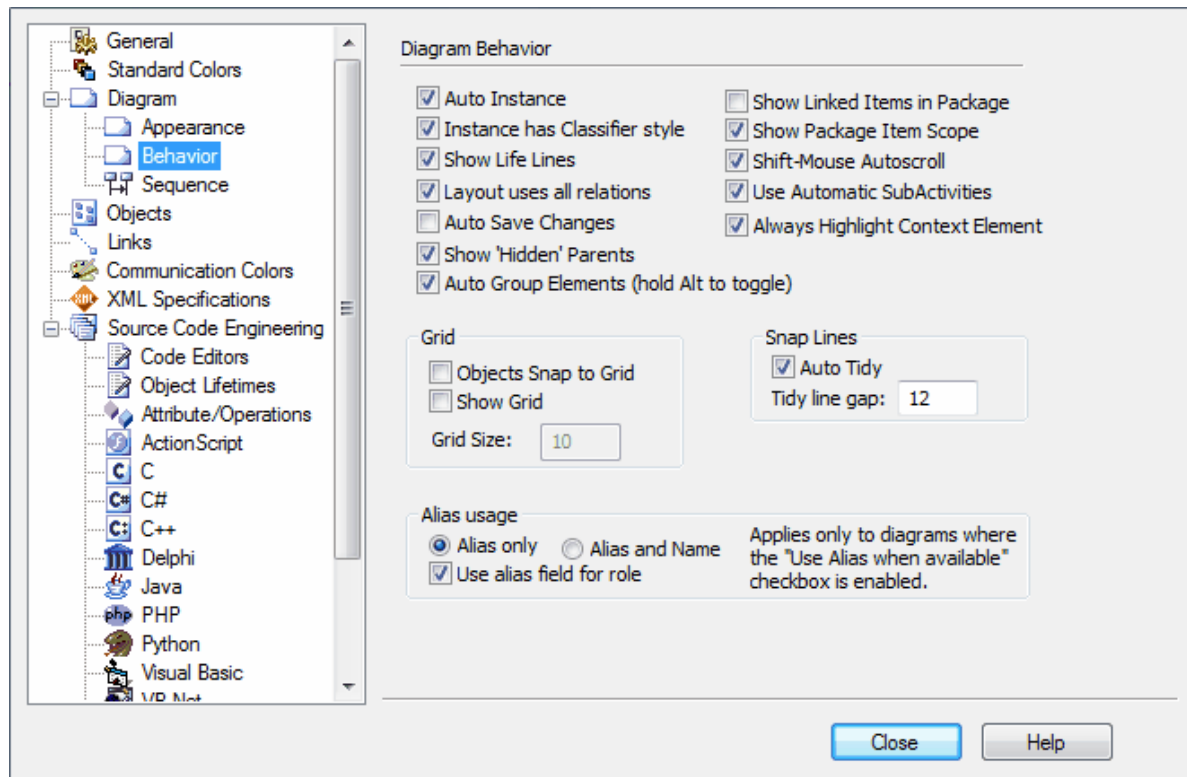 General
Standard Colors
Diagram
Appearance
Behavior
Sequence
Objects
Links
Communication Colors
XML Specifications
Source Code Engineering
Code Editors
Object Lifetimes
Attribute/Operations
ActionScript
C
C#
C++
Delphi
Java
php PHP
Python
Visual Basic
VB.Net
Diagram Behavior
Auto Instance
Instance has Classifier style
Show Life Lines
Layout uses all relations
Auto Save Changes
Show 'Hidden' Parents
Auto Group Elements (hold Alt to toggle)
Show Linked Items in Package
Show Package Item Scope
Shift-Mouse Autoscroll
Use Automatic SubActivities
Always Highlight Context Element
Grid
Objects Snap to Grid
Show Grid
Grid Size: 10
Snap Lines
Auto Tidy
Tidy line gap: 12
Alias usage
Alias only Alias and Name
Use alias field for role
Applies only to diagrams where
the "Use Alias when available"
checkbox is enabled.
Close Help